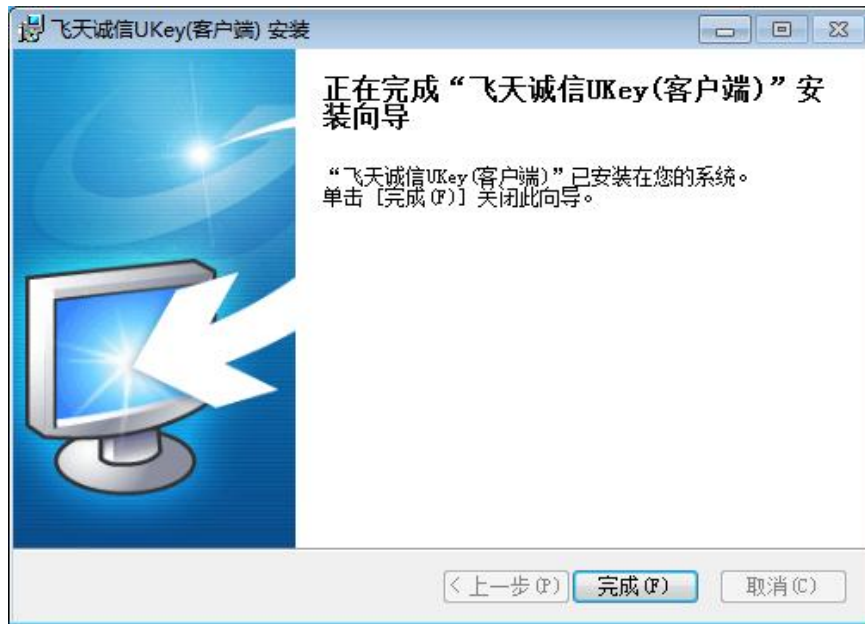 飞天诚信UKey(客户端) 安装
正在完成“飞天诚信UKey(客户端)”安
装向导
“飞天诚信UKey(客户端)”已安装在您的系统。
单击 [完成(F)] 关闭此向导。
< 上一步(P) 完成(F) 取消(C)